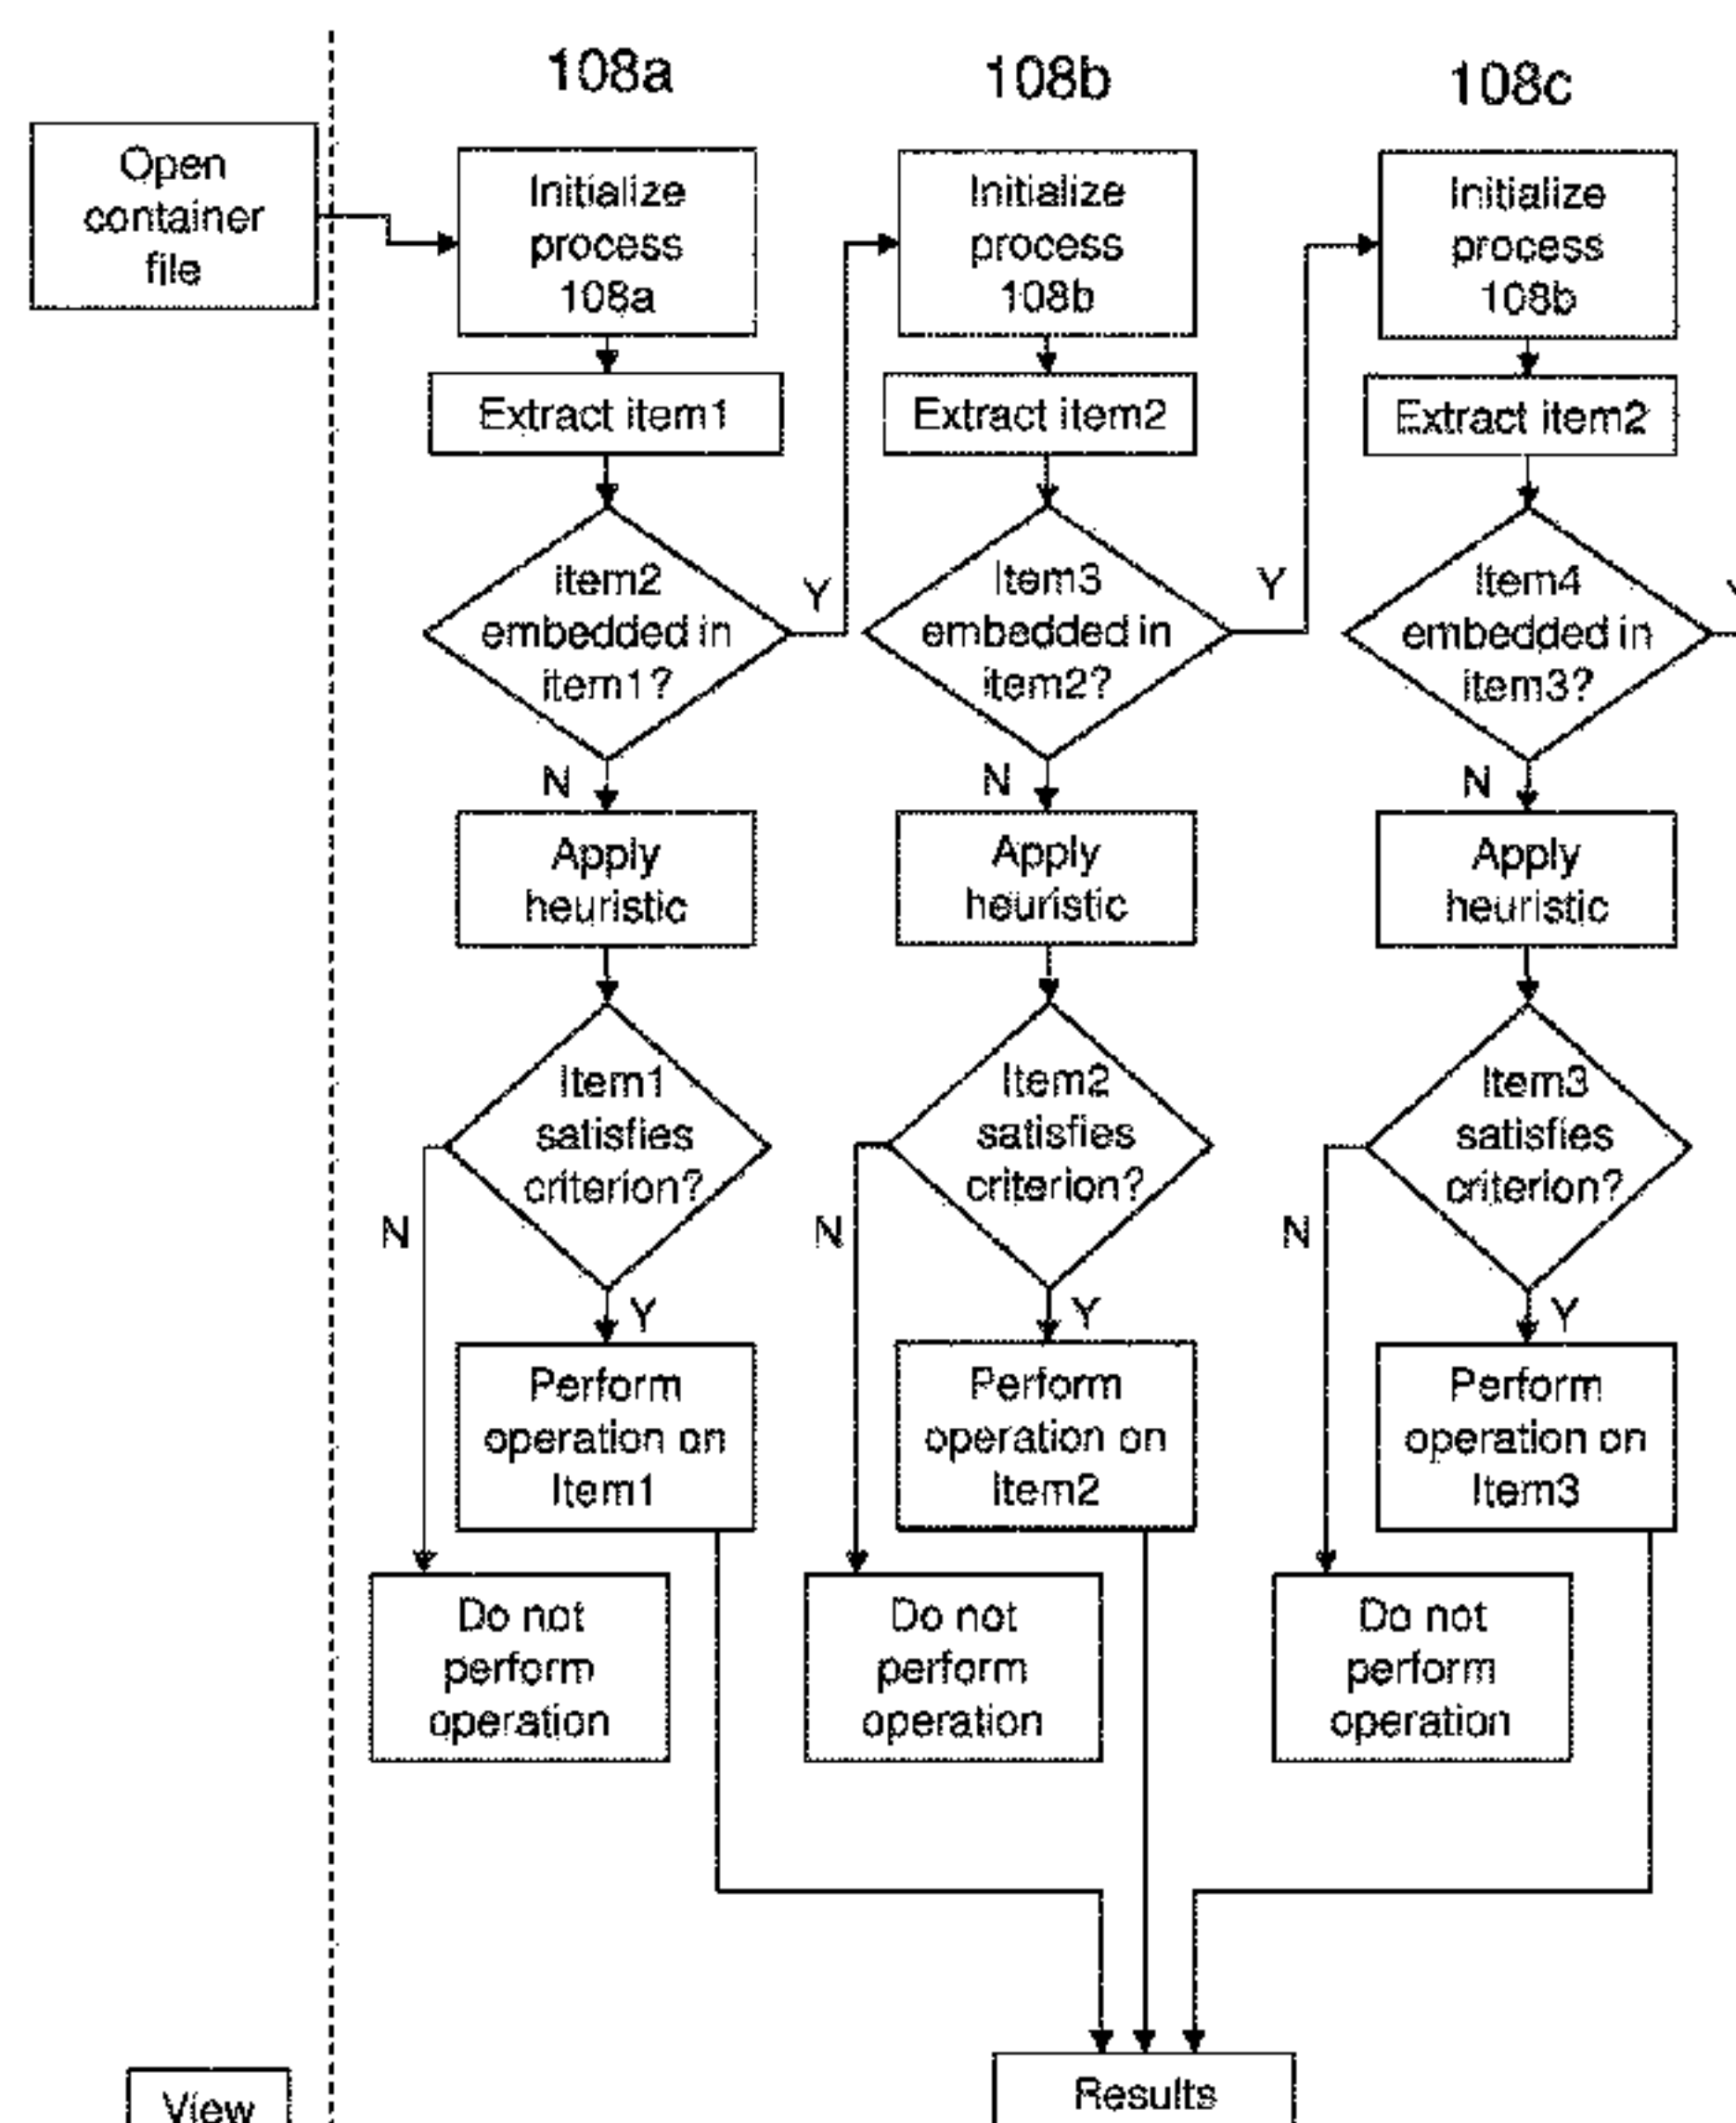 108a
108b
108c
Open
container
file
Initialize
process
108a
Extract item1
item2
embedded in
item1?
Y
N
Apply
heuristic
Item1
satisfies
criterion?
N
Y
Perform
operation on
Item1
Do not
perform
operation
Initialize
process
108b
Extract item2
Item3
embedded in
item2?
Y
N
Apply
heuristic
Item2
satisfies
criterion?
N
Y
Perform
operation on
Item2
Do not
perform
operation
Initialize
process
108b
Extract item2
Item4
embedded in
item3?
N
Apply
heuristic
Item3
satisfies
criterion?
N
Y
Perform
operation on
Item3
Do not
perform
operation
View
Results